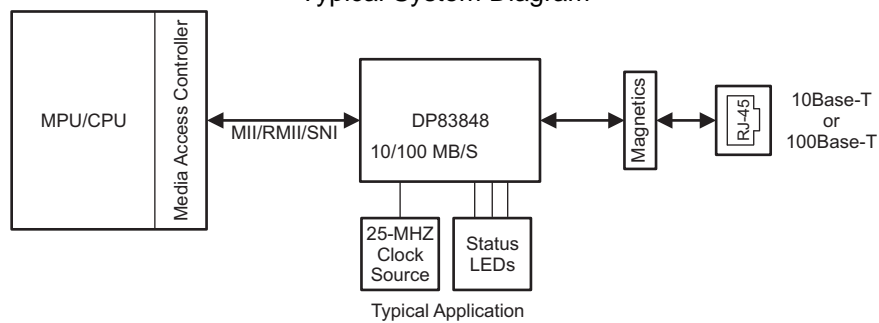 Typical System Diagram
MPU/CPU
Media Access Controller
MII/RMII/SNI
DP83848
10/100 MB/S
Magnetics
RJ-45
10Base-T
or
100Base-T
25-MHZ
Clock
Source
Status
LEDs
Typical Application